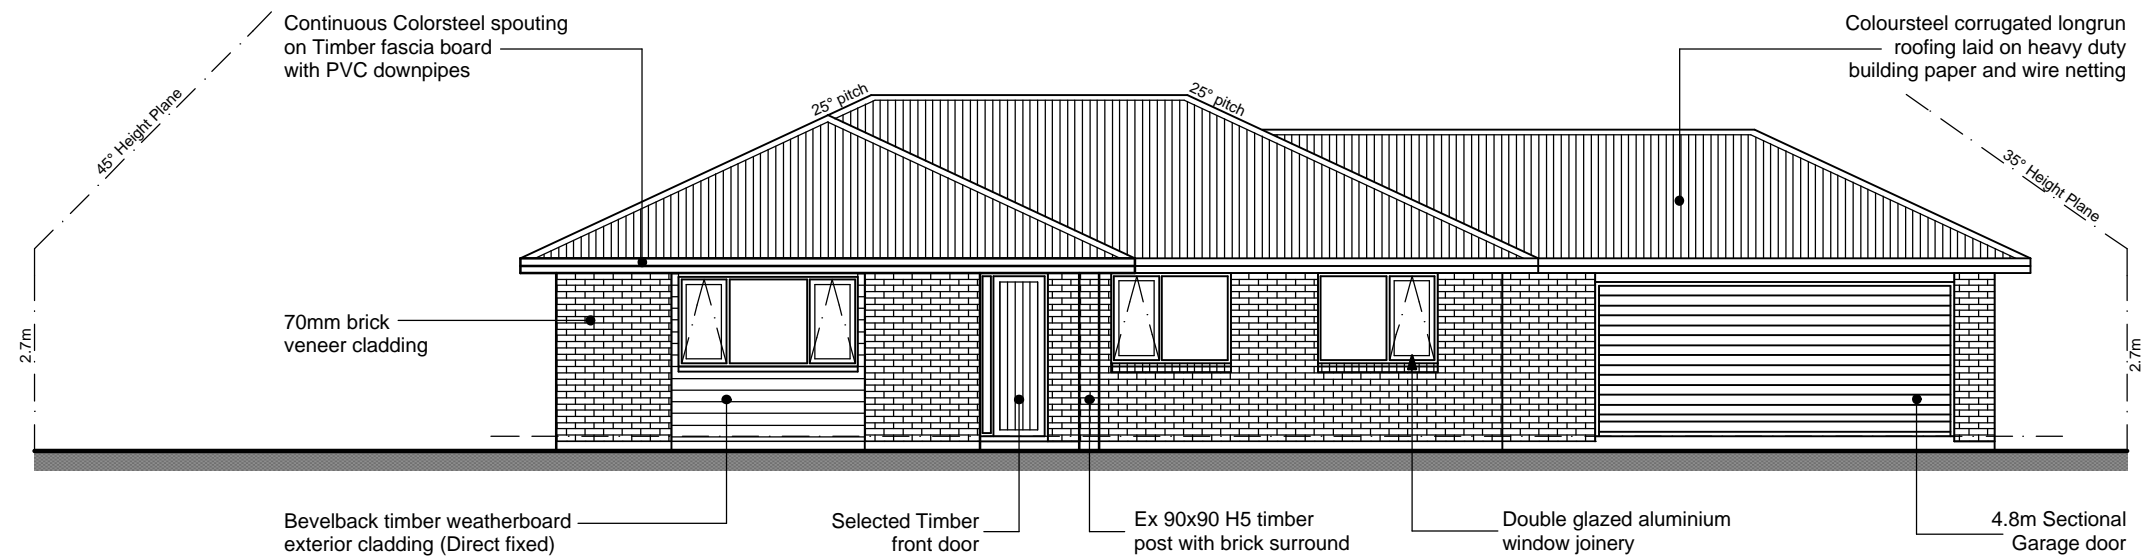 Continuous Colorsteel spouting
on Timber fascia board
with PVC downpipes
Coloursteel corrugated longrun
roofing laid on heavy duty
building paper and wire netting
45° Height Plane
25° pitch
25° pitch
35° Height Plane
2.7m
70mm brick
veneer cladding
2.7m
Bevelback timber weatherboard
exterior cladding (Direct fixed)
Selected Timber
front door
Ex 90x90 H5 timber
post with brick surround
Double glazed aluminium
window joinery
4.8m Sectional
Garage door